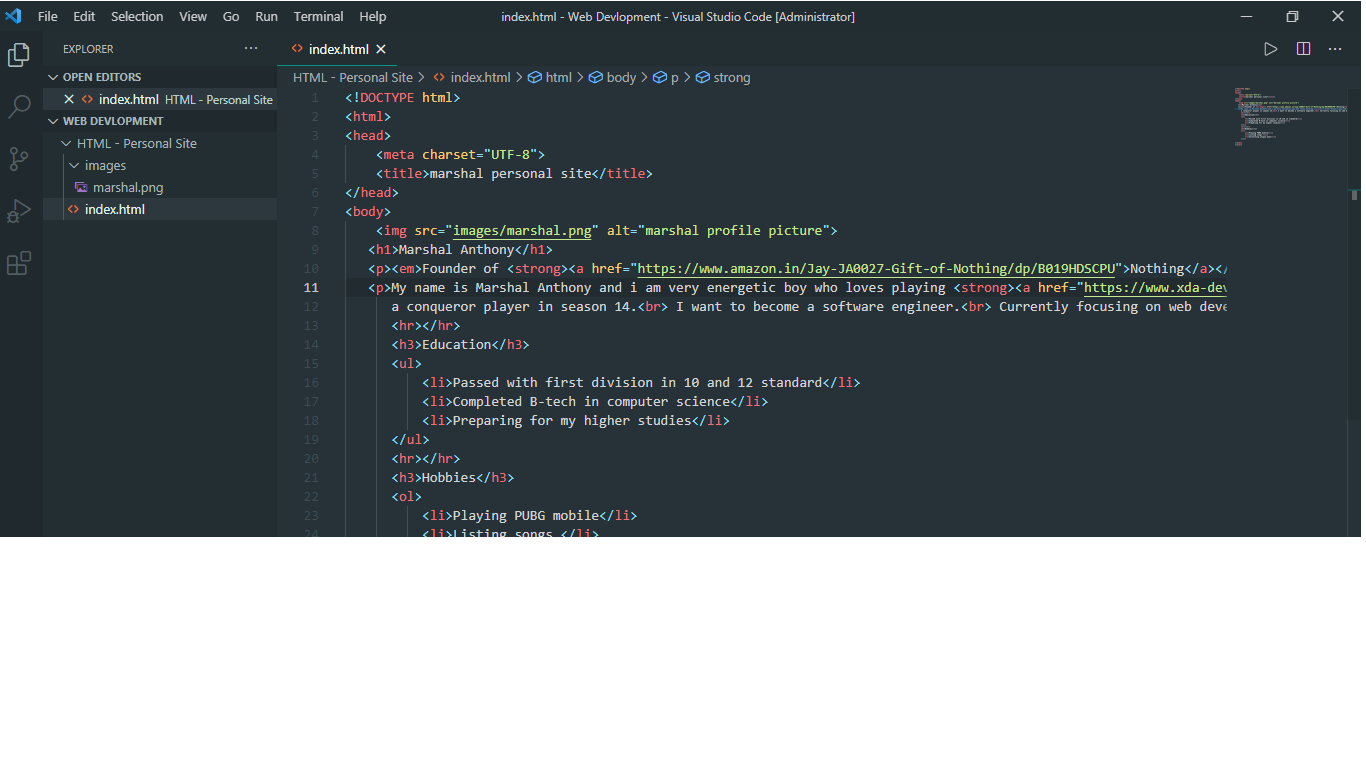 File Edit Selection View Go Run Terminal Help index.html - Web Devlopment - Visual Studio Code [Administrator]
EXPLORER
OPEN EDITORS
index.html HTML - Personal Site
WEB DEVLOPMENT
HTML - Personal Site
images
marshal.png
index.html
index.html
HTML - Personal Site > index.html > html > body > p > strong
1 <!DOCTYPE html>
2 <html>
3 <head>
4 <meta charset="UTF-8">
5 <title>marshal personal site</title>
6 </head>
7 <body>
8 <img src="images/marshal.png" alt="marshal profile picture">
9 <h1>Marshal Anthony</h1>
10 <p><em>Founder of <strong><a href="https://www.amazon.in/Jay-JA0027-Gift-of-Nothing/dp/B019HDSCPU">Nothing</a></
11 <p>My name is Marshal Anthony and i am very energetic boy who loves playing <strong><a href="https://www.xda-dev
12 a conqueror player in season 14.<br> I want to become a software engineer.<br> Currently focusing on web deve
13 <hr></hr>
14 <h3>Education</h3>
15 <ul>
16 <li>Passed with first division in 10 and 12 standard</li>
17 <li>Completed B-tech in computer science</li>
18 <li>Preparing for my higher studies</li>
19 </ul>
20 <hr></hr>
21 <h3>Hobbies</h3>
22 <ol>
23 <li>Playing PUBG mobile</li>
24 <li>Listing songs </li>